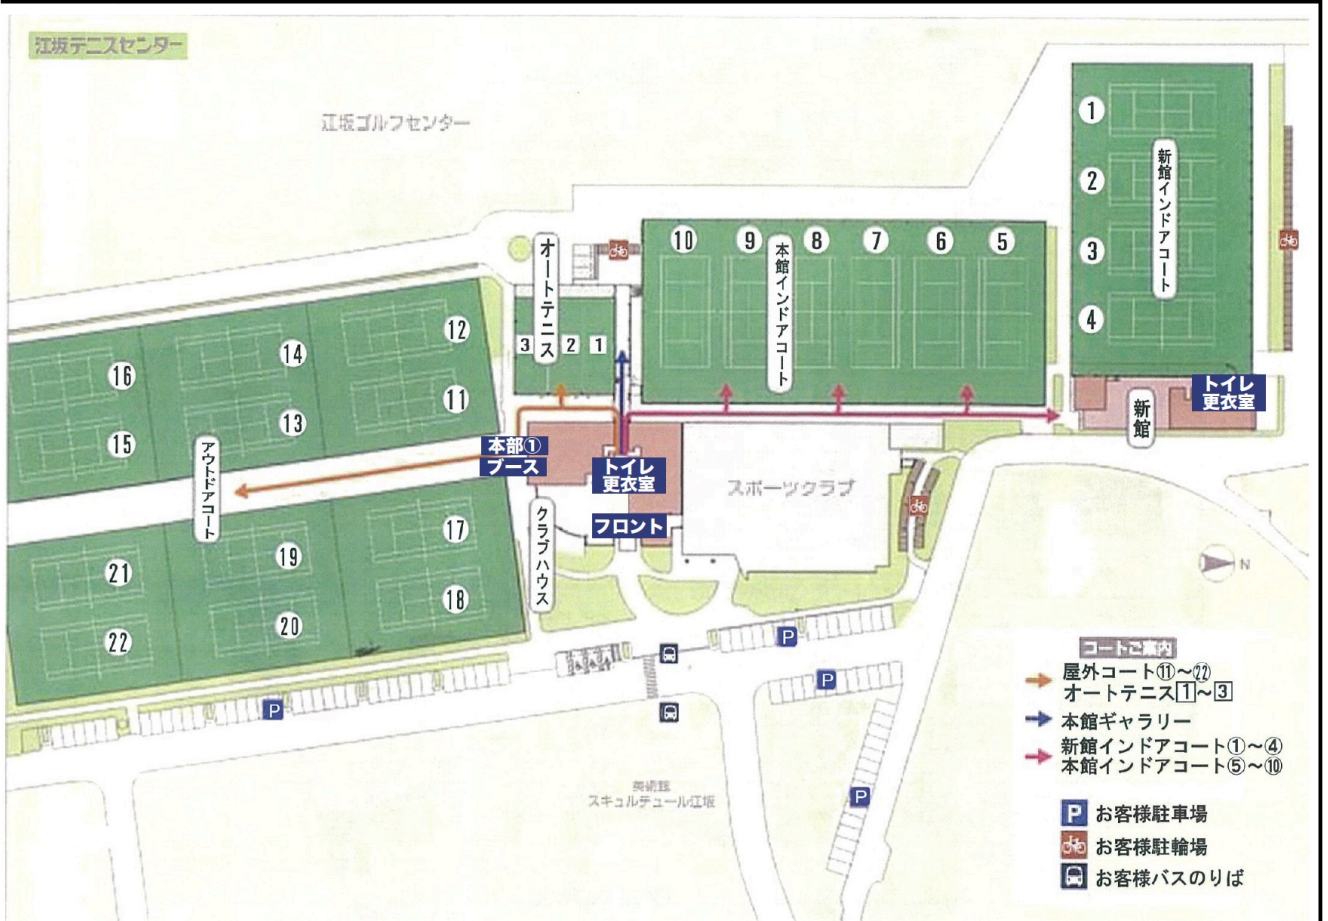 江坂テニスセンター
江坂ゴルフセンター
1
2
3
4
新館インドアコート
トイレ
更衣室
新館
10
9
8
7
6
5
本館インドアコート
オートテニス
3
2
1
16
14
12
15
13
11
アウトドアコート
本部①
ブース
トイレ
更衣室
フロント
クラブハウス
スポーツクラブ
21
19
17
22
20
18
N
P
P
P
P
美術館
スキュルチュール江坂
コートご案内
屋外コート⑪～㉒
オートテニス1～3
本館ギャラリー
新館インドアコート①～④
本館インドアコート⑤～⑩
P お客様駐車場
お客様駐輪場
お客様バスのりば